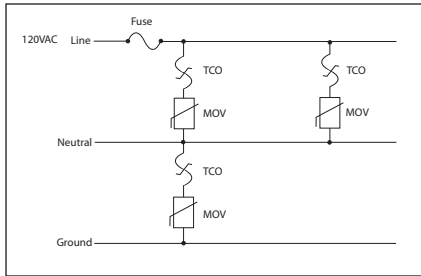 Fuse
120VAC Line
TCO
TCO
MOV
MOV
Neutral
TCO
MOV
Ground